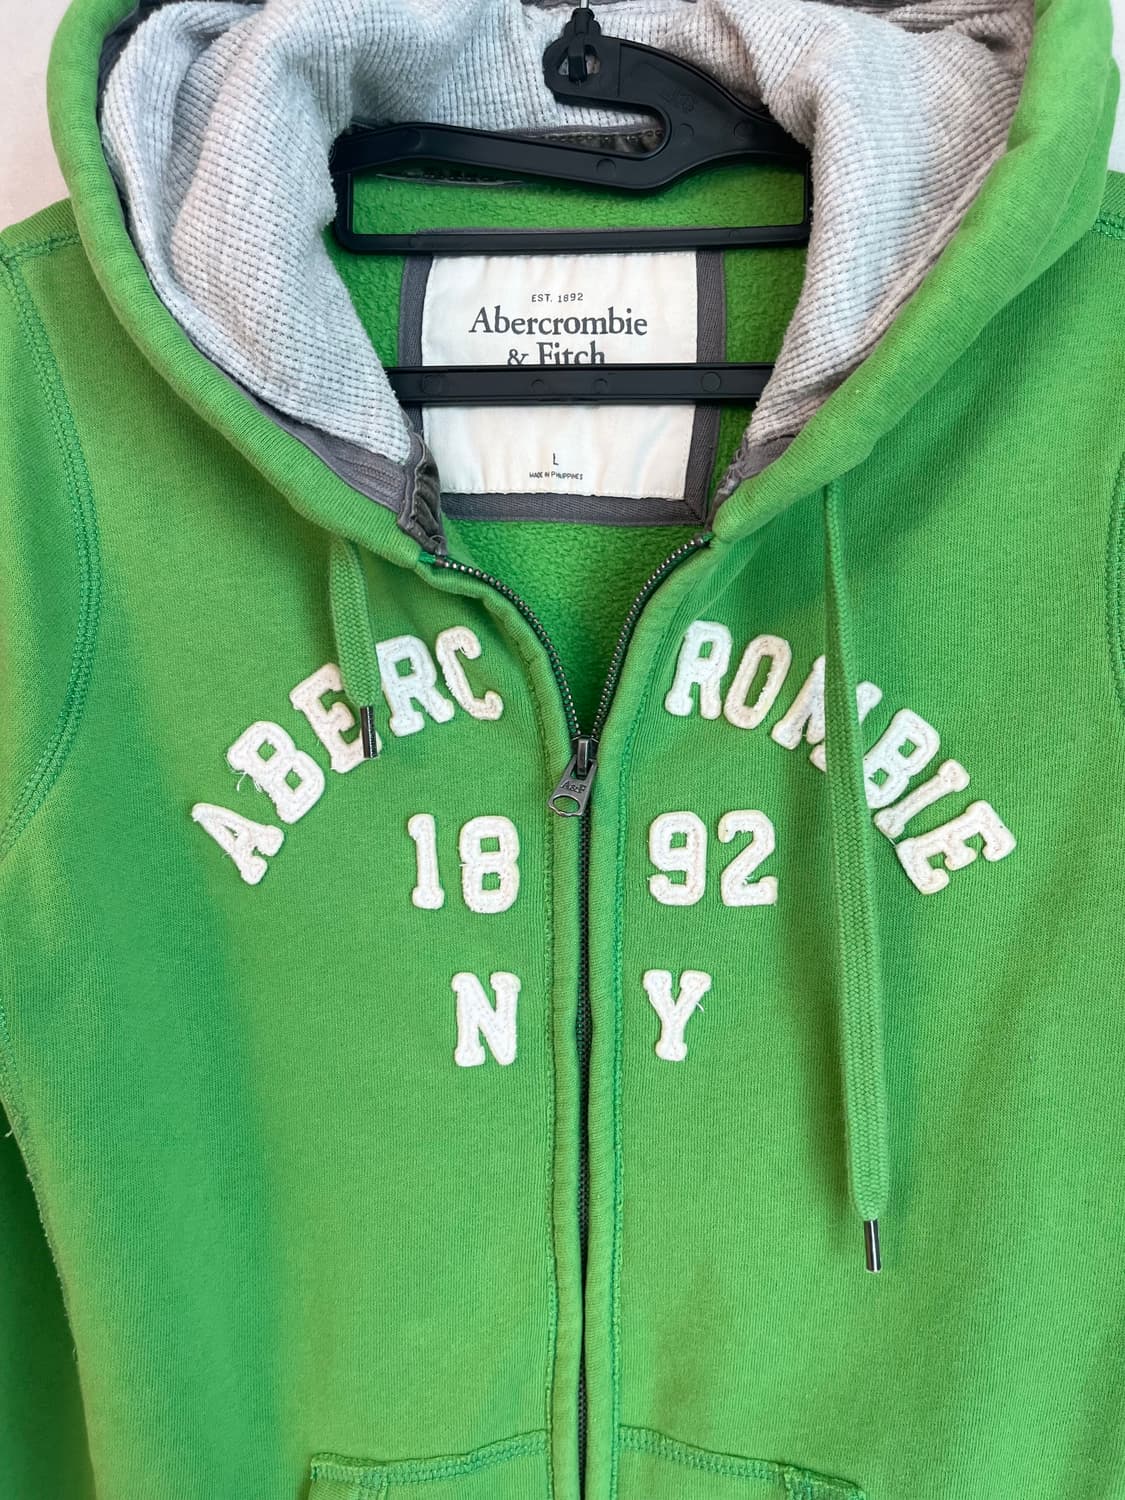 EST. 1892
Abercrombie
& Fitch
L
MADE IN PHILIPPINES
ABERCROMBIE
A&F
1892
NY